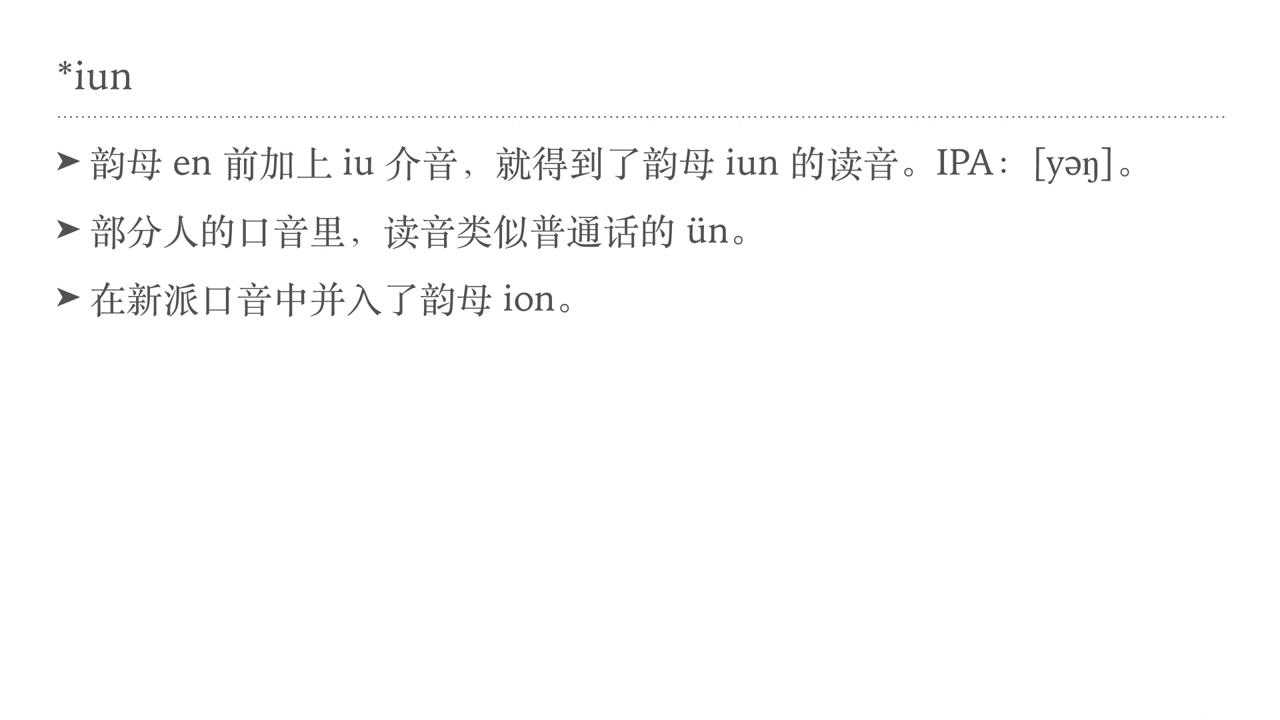 *iun
➤ 韵母 en 前加上 iu 介音，就得到了韵母 iun 的读音。IPA：[yəŋ]。
➤ 部分人的口音里，读音类似普通话的 ün。
➤ 在新派口音中并入了韵母 ion。